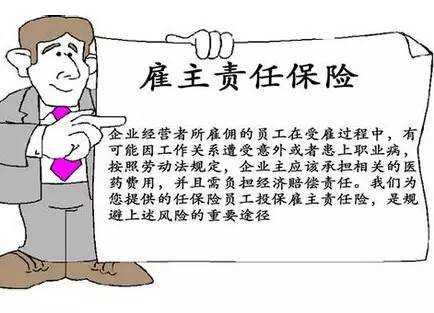 雇主责任保险
企业经营者所雇佣的员工在受雇过程中，有
可能因工作关系遭受意外或者患上职业病，
按照劳动法规定，企业主应该承担相关的医
药费用，并且需负担经济赔偿责任。我们为
您提供的任保险员工投保雇主责任险，是规
避上述风险的重要途径